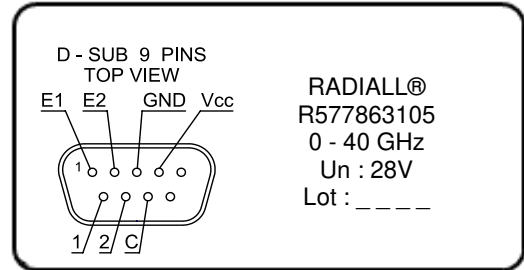 D - SUB 9 PINS
TOP VIEW
E1 E2 GND Vcc
1
1 2 C
RADIALL®
R577863105
0 - 40 GHz
Un : 28V
Lot : _ _ _ _